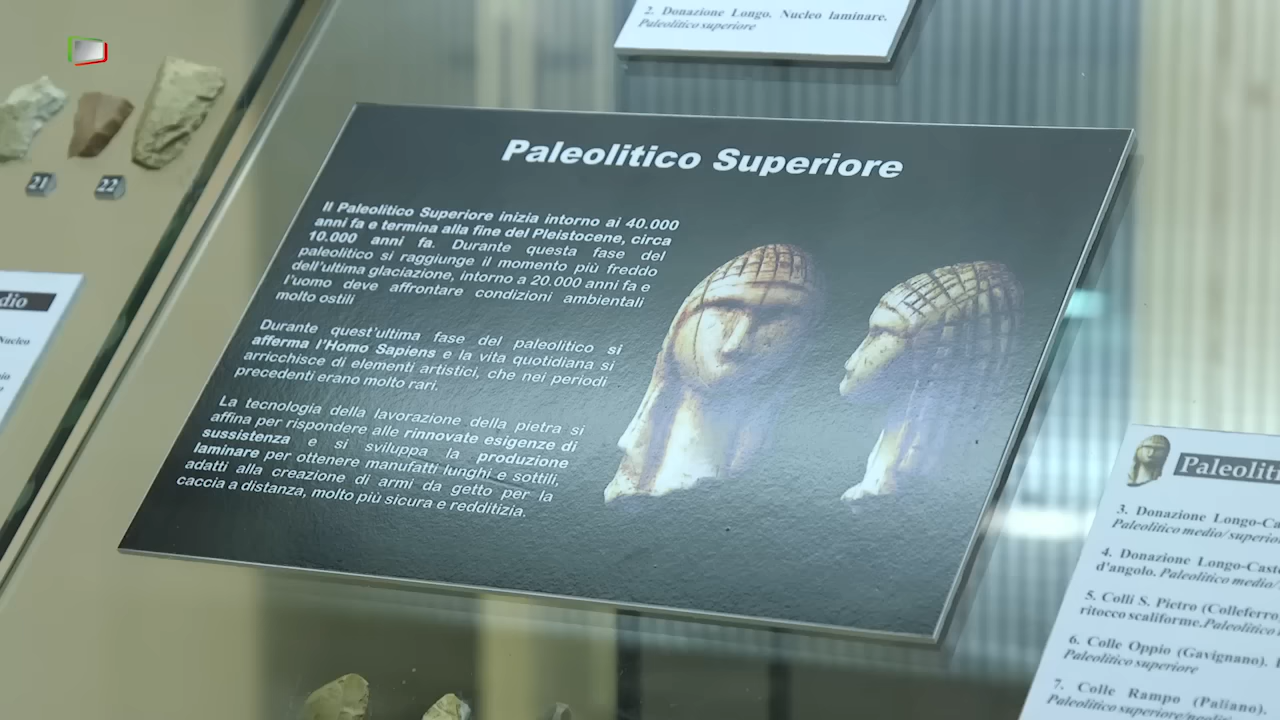 2. Donazione Longo. Nucleo laminare.
Paleolitico superiore
21
22
dio
Nucleo
Paleolitico Superiore
Il Paleolitico Superiore inizia intorno ai 40.000
anni fa e termina alla fine del Pleistocene, circa
10.000 anni fa. Durante questa fase del
paleolitico si raggiunge il momento più freddo
dell'ultima glaciazione, intorno a 20.000 anni fa e
l'uomo deve affrontare condizioni ambientali
molto ostili
Durante quest'ultima fase del paleolitico si
afferma l'Homo Sapiens e la vita quotidiana si
arricchisce di elementi artistici, che nei periodi
precedenti erano molto rari.
La tecnologia della lavorazione della pietra si
affina per rispondere alle rinnovate esigenze di
sussistenza e si sviluppa la produzione
laminare per ottenere manufatti lunghi e sottili,
adatti alla creazione di armi da getto per la
caccia a distanza, molto più sicura e redditizia.
Paleoliti
3. Donazione Longo-Ca
Paleolitico medio/superio
4. Donazione Longo-Caste
d'angolo. Paleolitico medio/
5. Colli S. Pietro (Colleferro)
ritocco scaliforme. Paleolitico
6. Colle Oppio (Gavignano).
Paleolitico superiore
7. Colle Rampo (Paliano).
Paleolitico superiore/neoliti